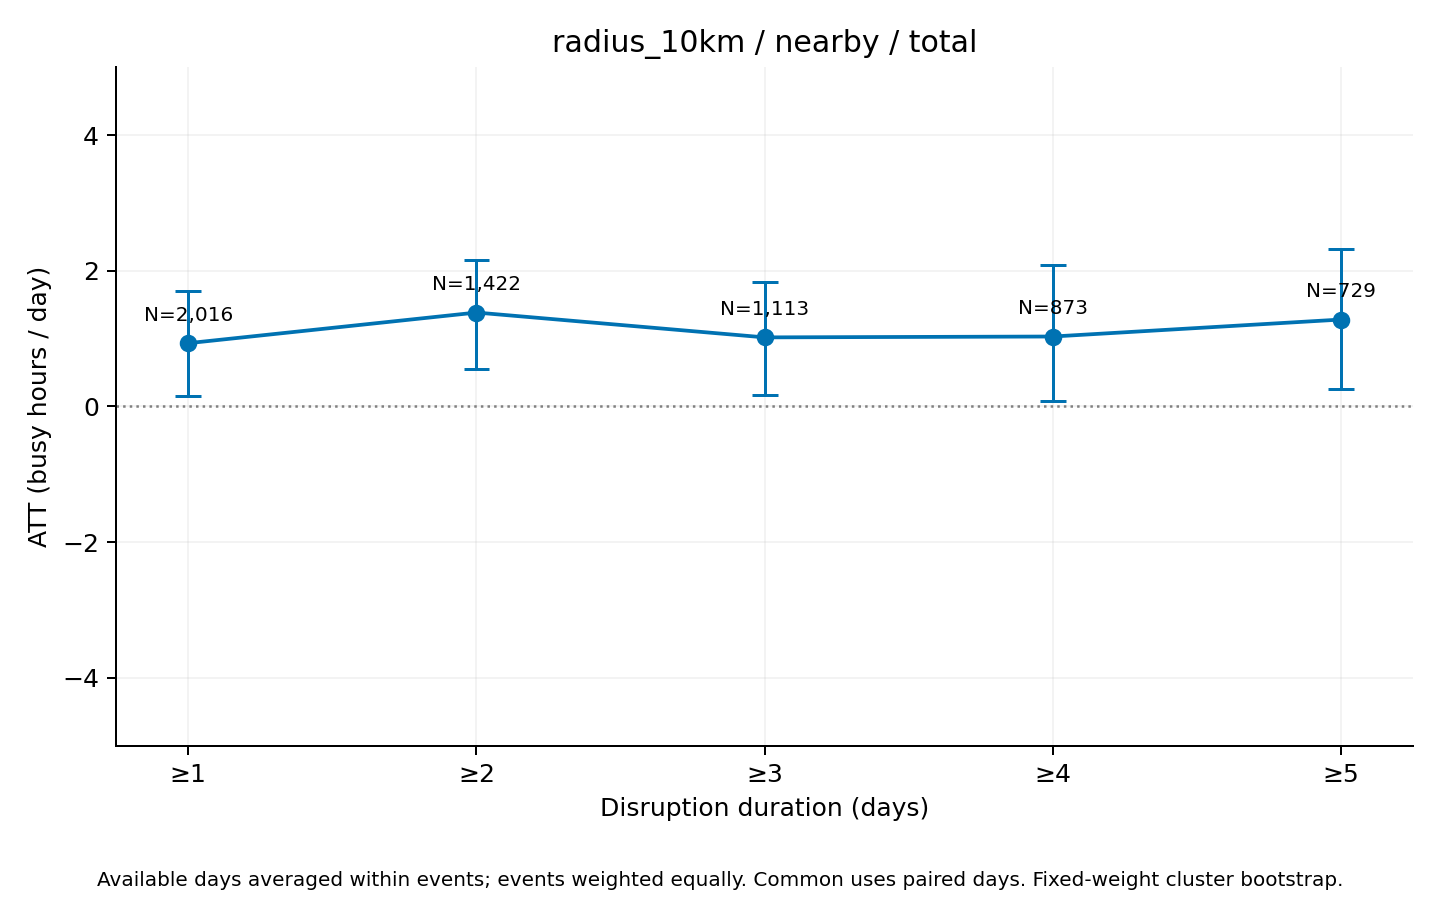 radius_10km / nearby / total
ATT (busy hours / day)
4
2
0
−2
−4
N=2,016
N=1,422
N=1,113
N=873
N=729
≥1
≥2
≥3
≥4
≥5
Disruption duration (days)
Available days averaged within events; events weighted equally. Common uses paired days. Fixed-weight cluster bootstrap.